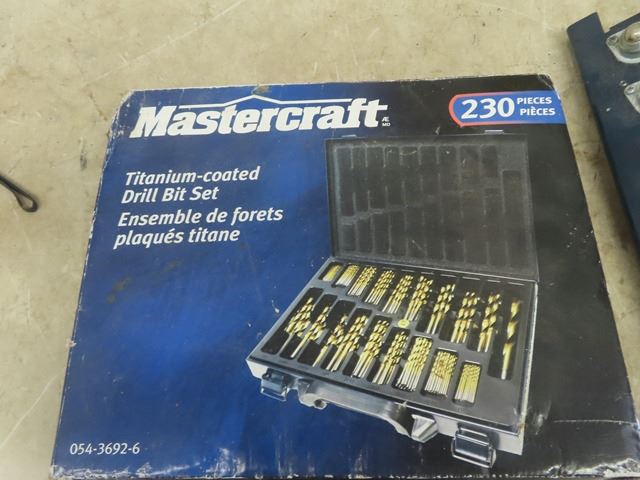 Mastercraft
Æ
MD
230 PIECES
PIÈCES
Titanium-coated
Drill Bit Set
Ensemble de forets
plaqués titane
054-3692-6